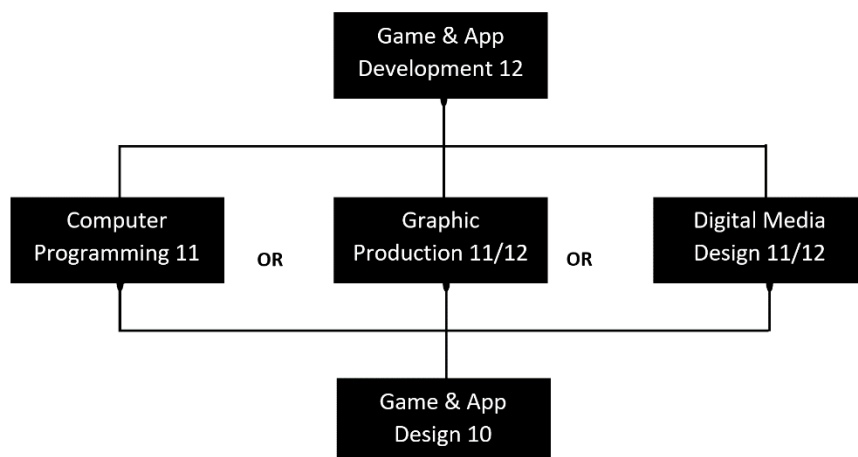 Game & App
Development 12
Computer
Programming 11
OR
Graphic
Production 11/12
OR
Digital Media
Design 11/12
Game & App
Design 10